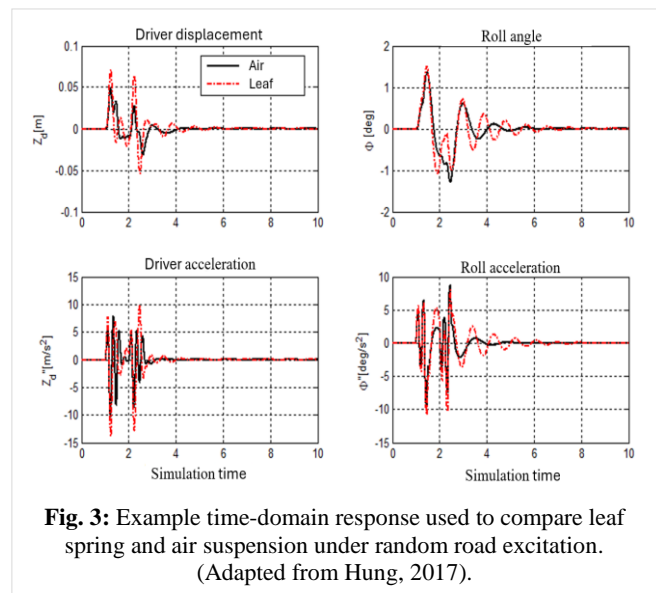 Driver displacement
0.1
0.05
0
-0.05
-0.1
Z_d[m]
Air
Leaf
0 2 4 6 8 10
Roll angle
2
1
0
-1
-2
Φ [deg]
0 2 4 6 8 10
Driver acceleration
15
10
5
0
-5
-10
-15
Z_d"[m/s²]
0 2 4 6 8 10
Simulation time
Roll acceleration
10
5
0
-5
-10
-15
Φ"[deg/s²]
0 2 4 6 8 10
Simulation time
Fig. 3: Example time-domain response used to compare leaf
spring and air suspension under random road excitation.
(Adapted from Hung, 2017).